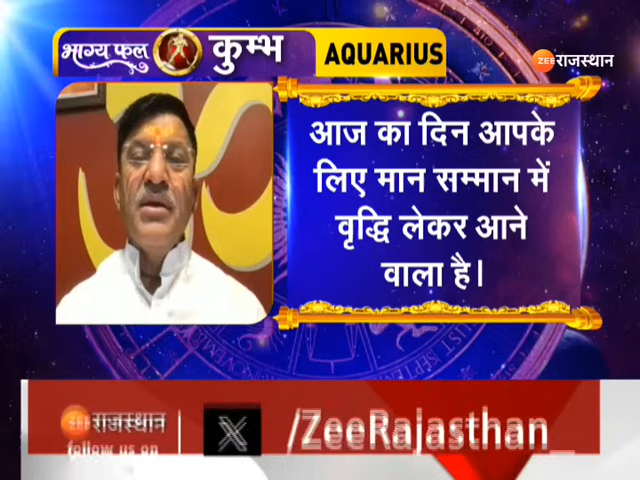 भाग्य फल
कुम्भ
AQUARIUS
ZEE राजस्थान
आज का दिन आपके
लिए मान सम्मान में
वृद्धि लेकर आने
वाला है।
राजस्थान
follow us on
X
/ZeeRajasthan_